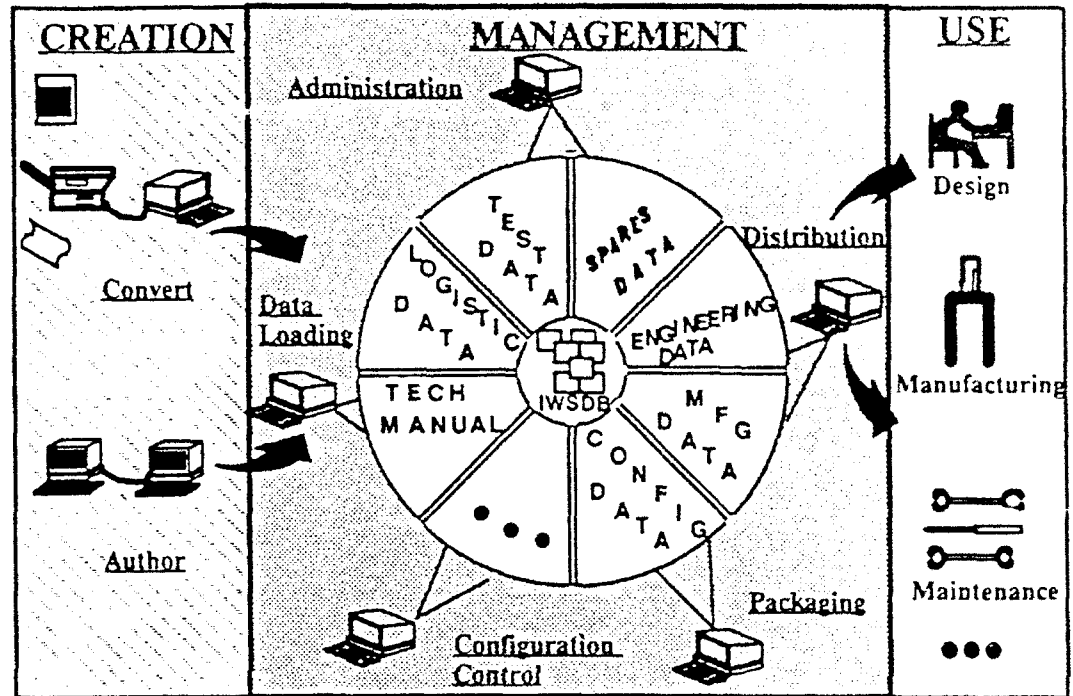 CREATION
MANAGEMENT
USE
Administration
Convert
Data
Loading
Author
TEST
DATA
SPARES
DATA
LOGISTIC
DATA
ENGINEERING
DATA
TECH
MANUAL
IWSDB
MFG
DATA
CONFIG
DATA
Distribution
Configuration
Control
Packaging
Design
Manufacturing
Maintenance